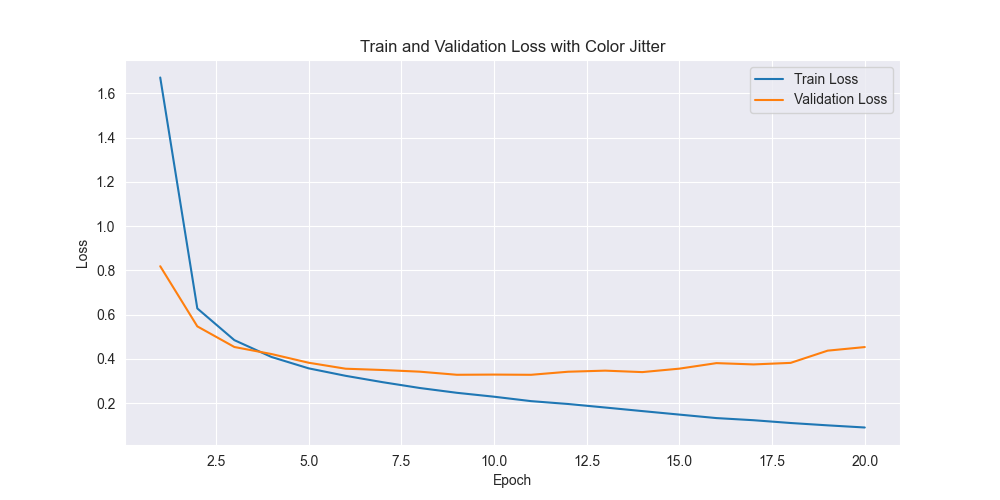 Train and Validation Loss with Color Jitter
Train Loss
Validation Loss
1.6
1.4
1.2
1.0
0.8
0.6
0.4
0.2
Loss
2.5 5.0 7.5 10.0 12.5 15.0 17.5 20.0
Epoch